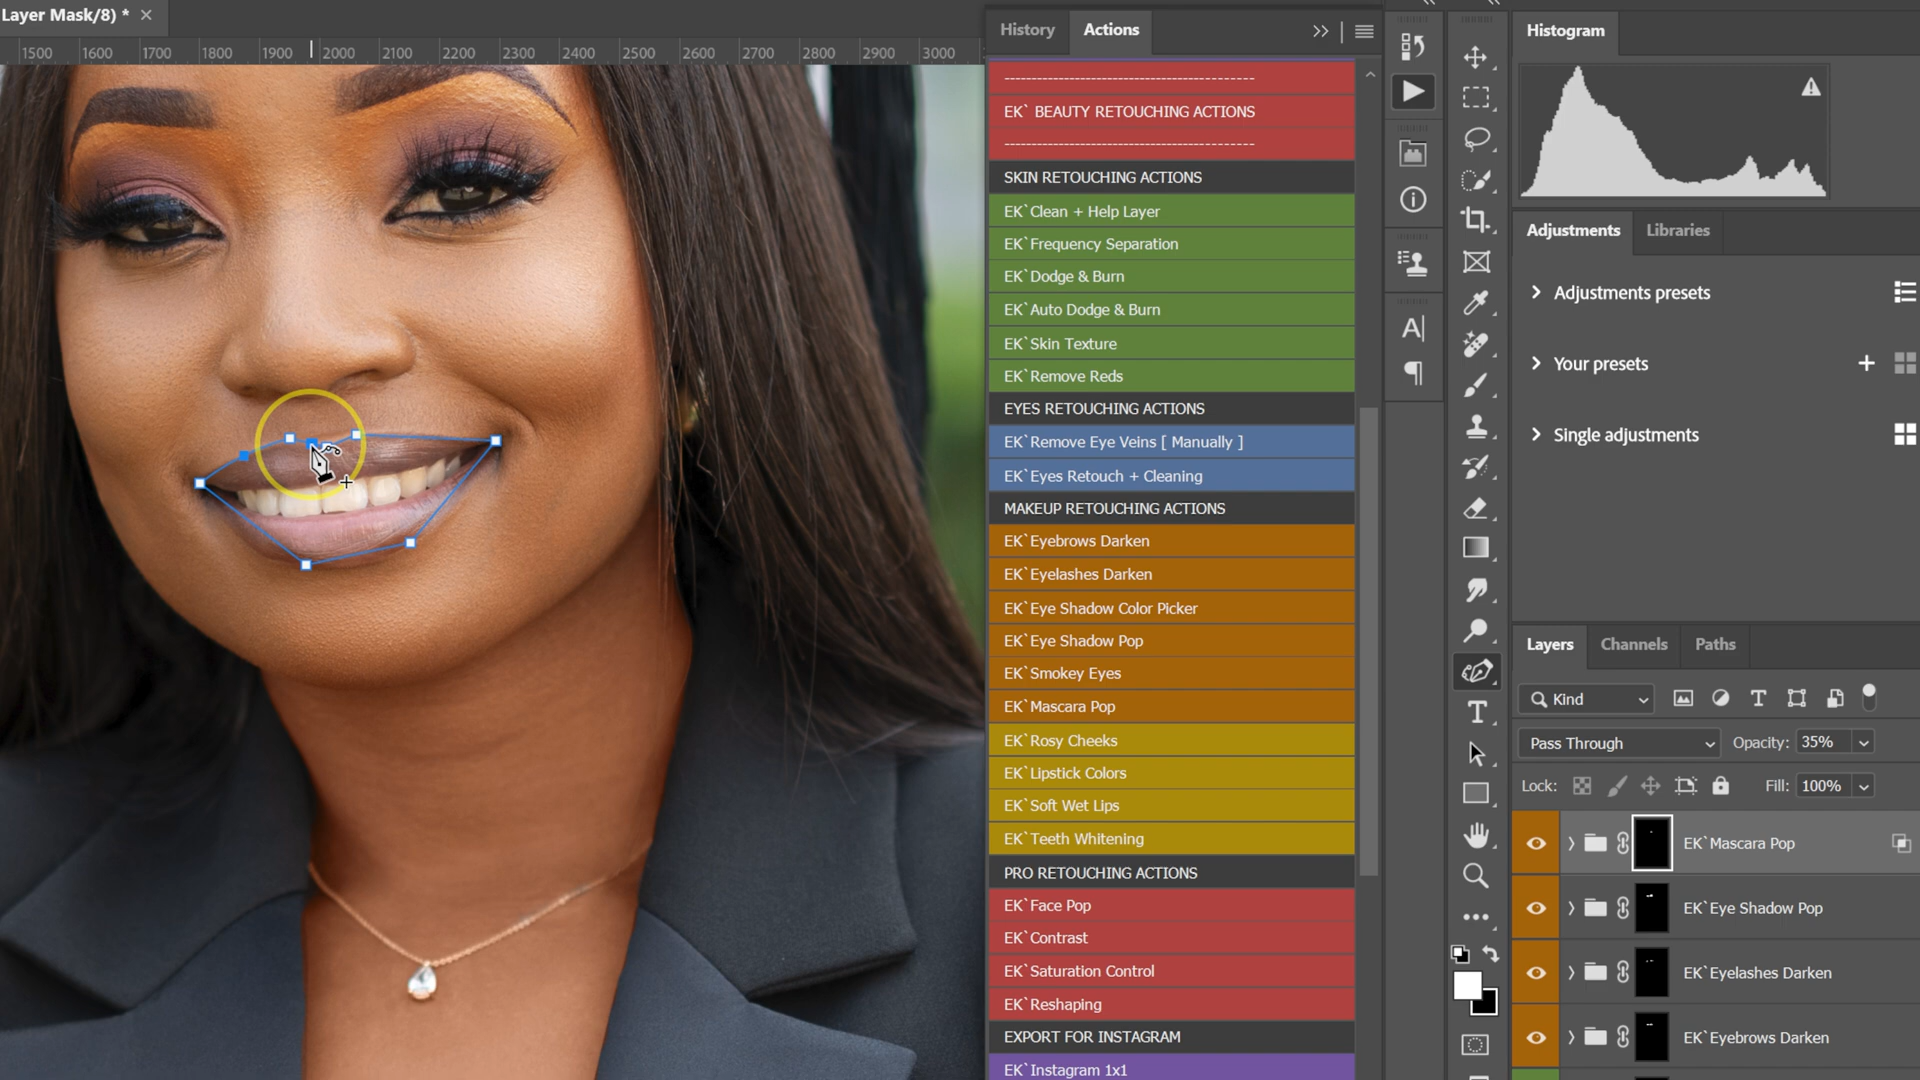 Layer Mask/8) *
1500 1600 1700 1800 1900 2000 2100 2200 2300 2400 2500 2600 2700 2800 2900 3000
History Actions
---------------------------------------------
EK` BEAUTY RETOUCHING ACTIONS
---------------------------------------------
SKIN RETOUCHING ACTIONS
EK`Clean + Help Layer
EK`Frequency Separation
EK`Dodge & Burn
EK`Auto Dodge & Burn
EK`Skin Texture
EK`Remove Reds
EYES RETOUCHING ACTIONS
EK`Remove Eye Veins [ Manually ]
EK`Eyes Retouch + Cleaning
MAKEUP RETOUCHING ACTIONS
EK`Eyebrows Darken
EK`Eyelashes Darken
EK`Eye Shadow Color Picker
EK`Eye Shadow Pop
EK`Smokey Eyes
EK`Mascara Pop
EK`Rosy Cheeks
EK`Lipstick Colors
EK`Soft Wet Lips
EK`Teeth Whitening
PRO RETOUCHING ACTIONS
EK`Face Pop
EK`Contrast
EK`Saturation Control
EK`Reshaping
EXPORT FOR INSTAGRAM
EK`Instagram 1x1
Histogram
Adjustments Libraries
Adjustments presets
Your presets
Single adjustments
Layers Channels Paths
Kind
Pass Through Opacity: 35%
Lock: Fill: 100%
EK`Mascara Pop
EK`Eye Shadow Pop
EK`Eyelashes Darken
EK`Eyebrows Darken